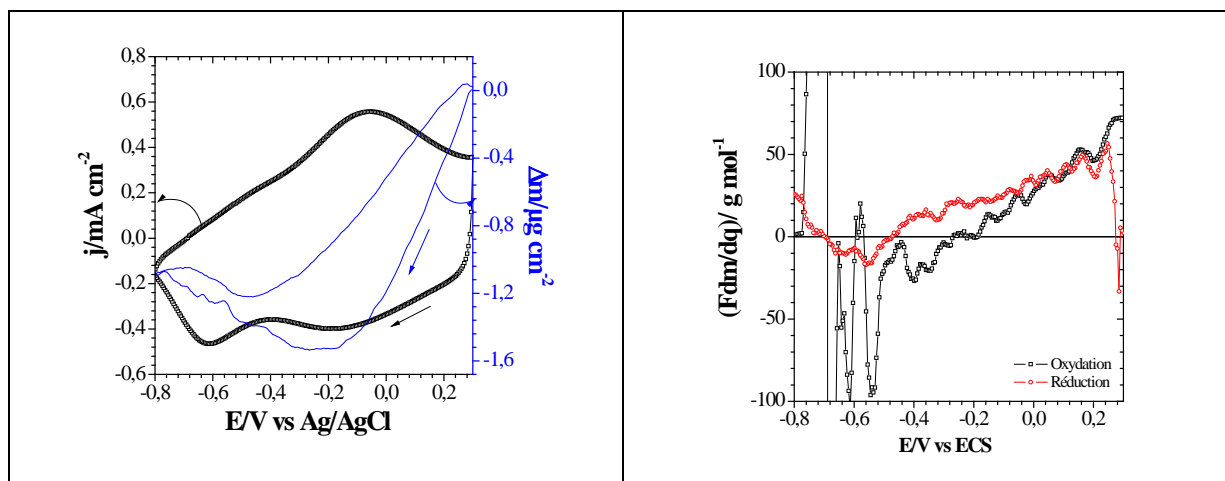 0,8
0,6
0,4
0,2
0,0
-0,2
-0,4
-0,6
j/mA cm-2
-0,8 -0,6 -0,4 -0,2 0,0 0,2
E/V vs Ag/AgCl
0,0
-0,4
-0,8
-1,2
-1,6
Δm/μg cm-2
100
50
0
-50
-100
(Fdm/dq)/ g mol-1
Oxydation
Réduction
-0,8 -0,6 -0,4 -0,2 0,0 0,2
E/V vs ECS